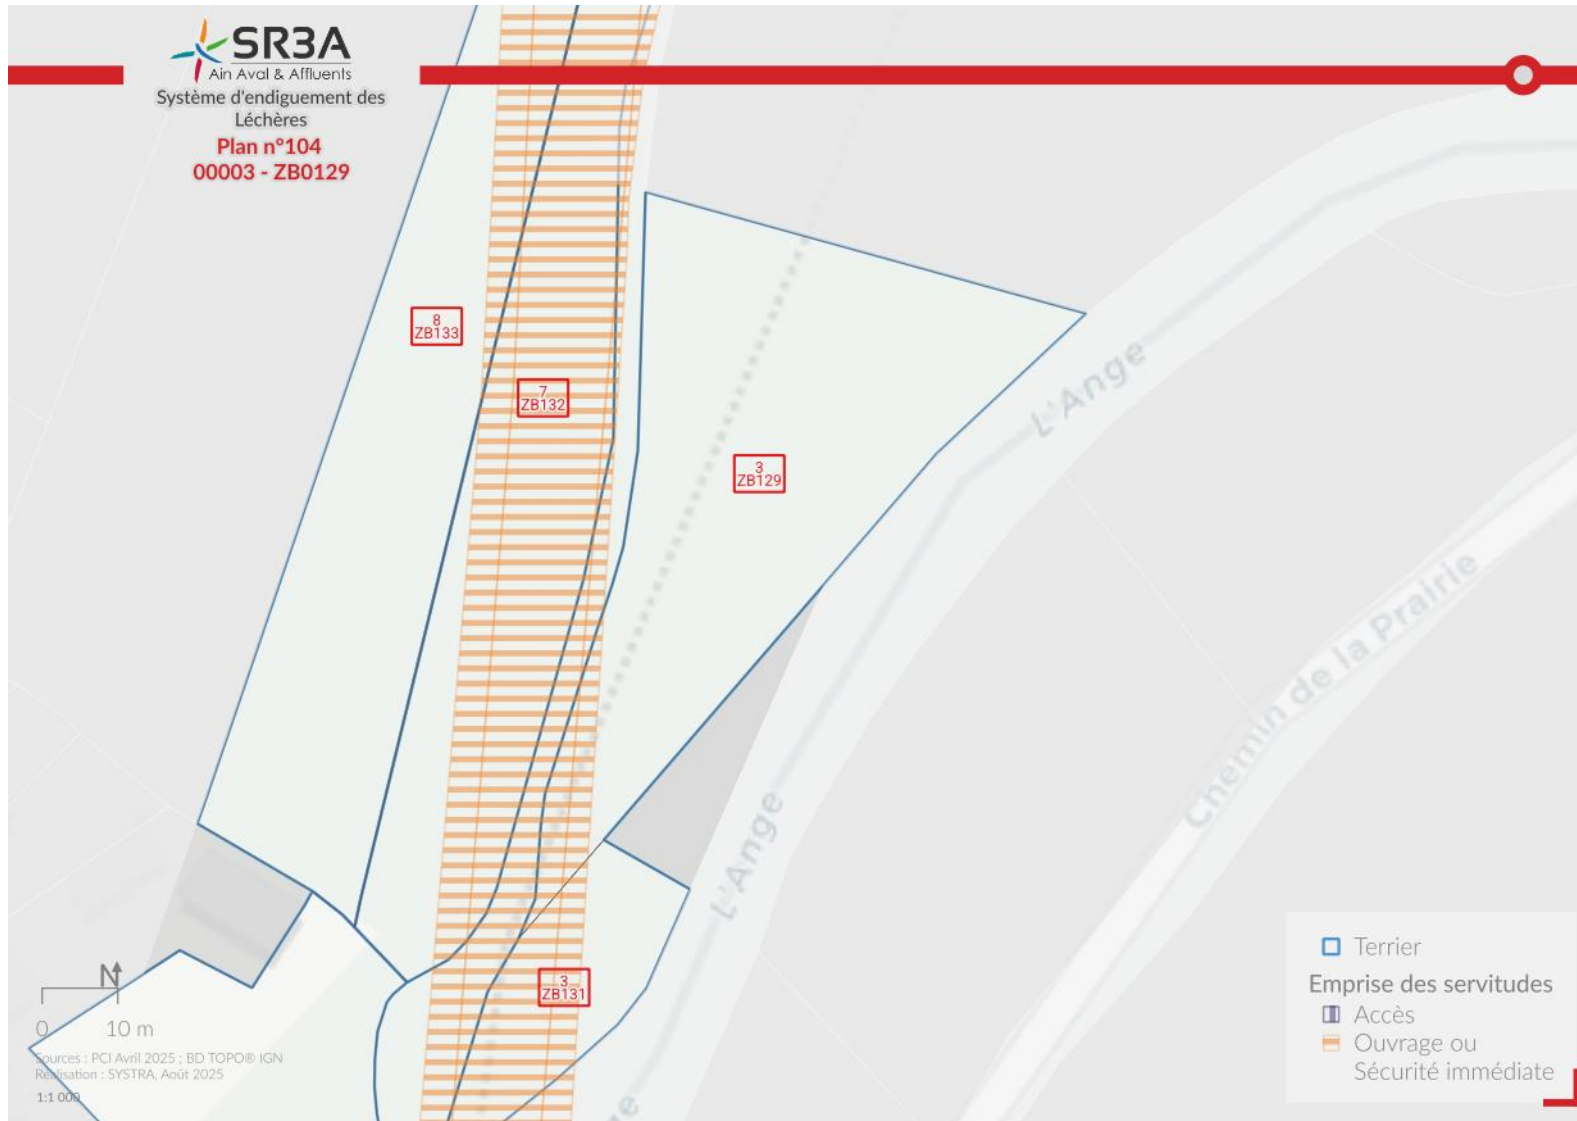 SR3A
Ain Aval & Affluents
Système d'endiguement des
Léchères
Plan n°104
00003 - ZB0129
8
ZB133
7
ZB132
3
ZB129
L'Ange
Chemin de la Prairie
L'Ange
3
ZB131
N
0 10 m
Sources : PCI Avril 2025 ; BD TOPO® IGN
Réalisation : SYSTRA, Août 2025
1:1 000
Terrier
Emprise des servitudes
Accès
Ouvrage ou
Sécurité immédiate